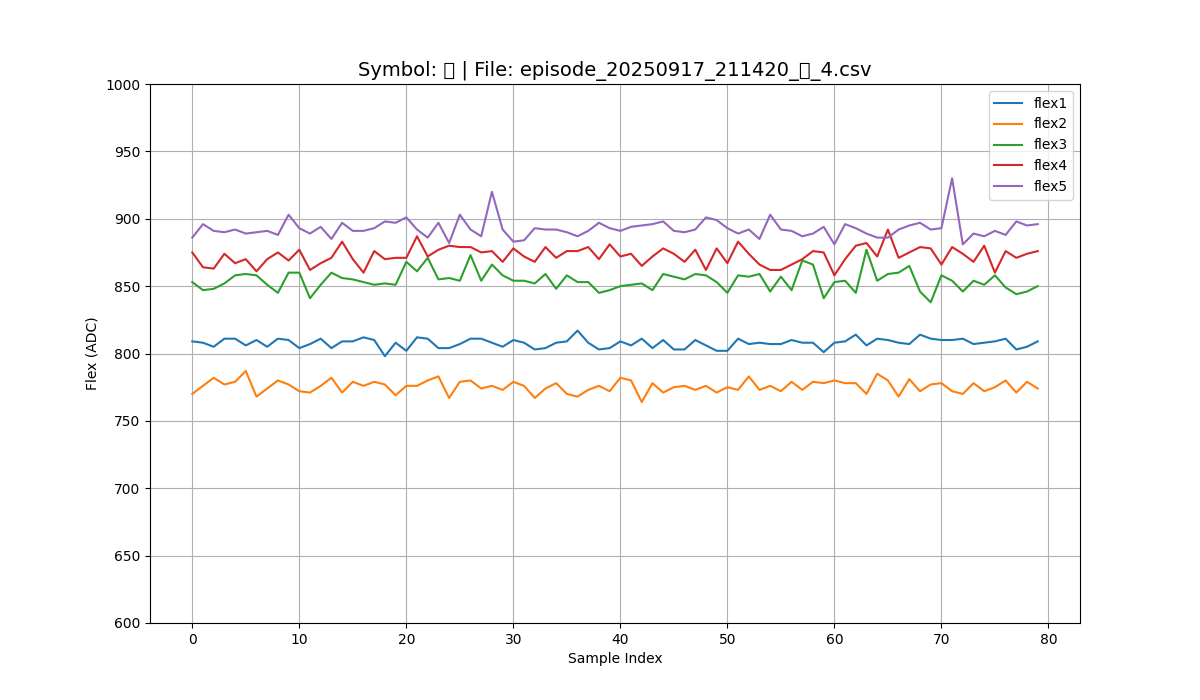 Symbol: ▯ | File: episode_20250917_211420_▯_4.csv
1000
950
900
850
800
750
700
650
600
Flex (ADC)
0 10 20 30 40 50 60 70 80
Sample Index
flex1
flex2
flex3
flex4
flex5